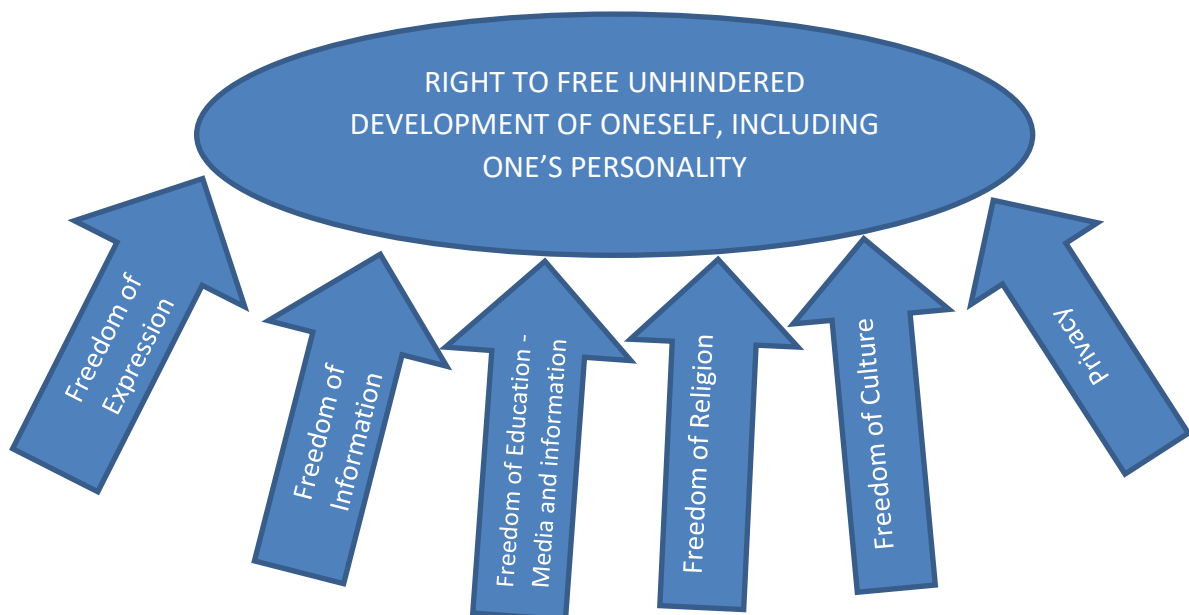 RIGHT TO FREE UNHINDERED
DEVELOPMENT OF ONESELF, INCLUDING
ONE’S PERSONALITY
Freedom of
Expression
Freedom of
Information
Freedom of Education -
Media and information
Freedom of Religion
Freedom of Culture
Privacy